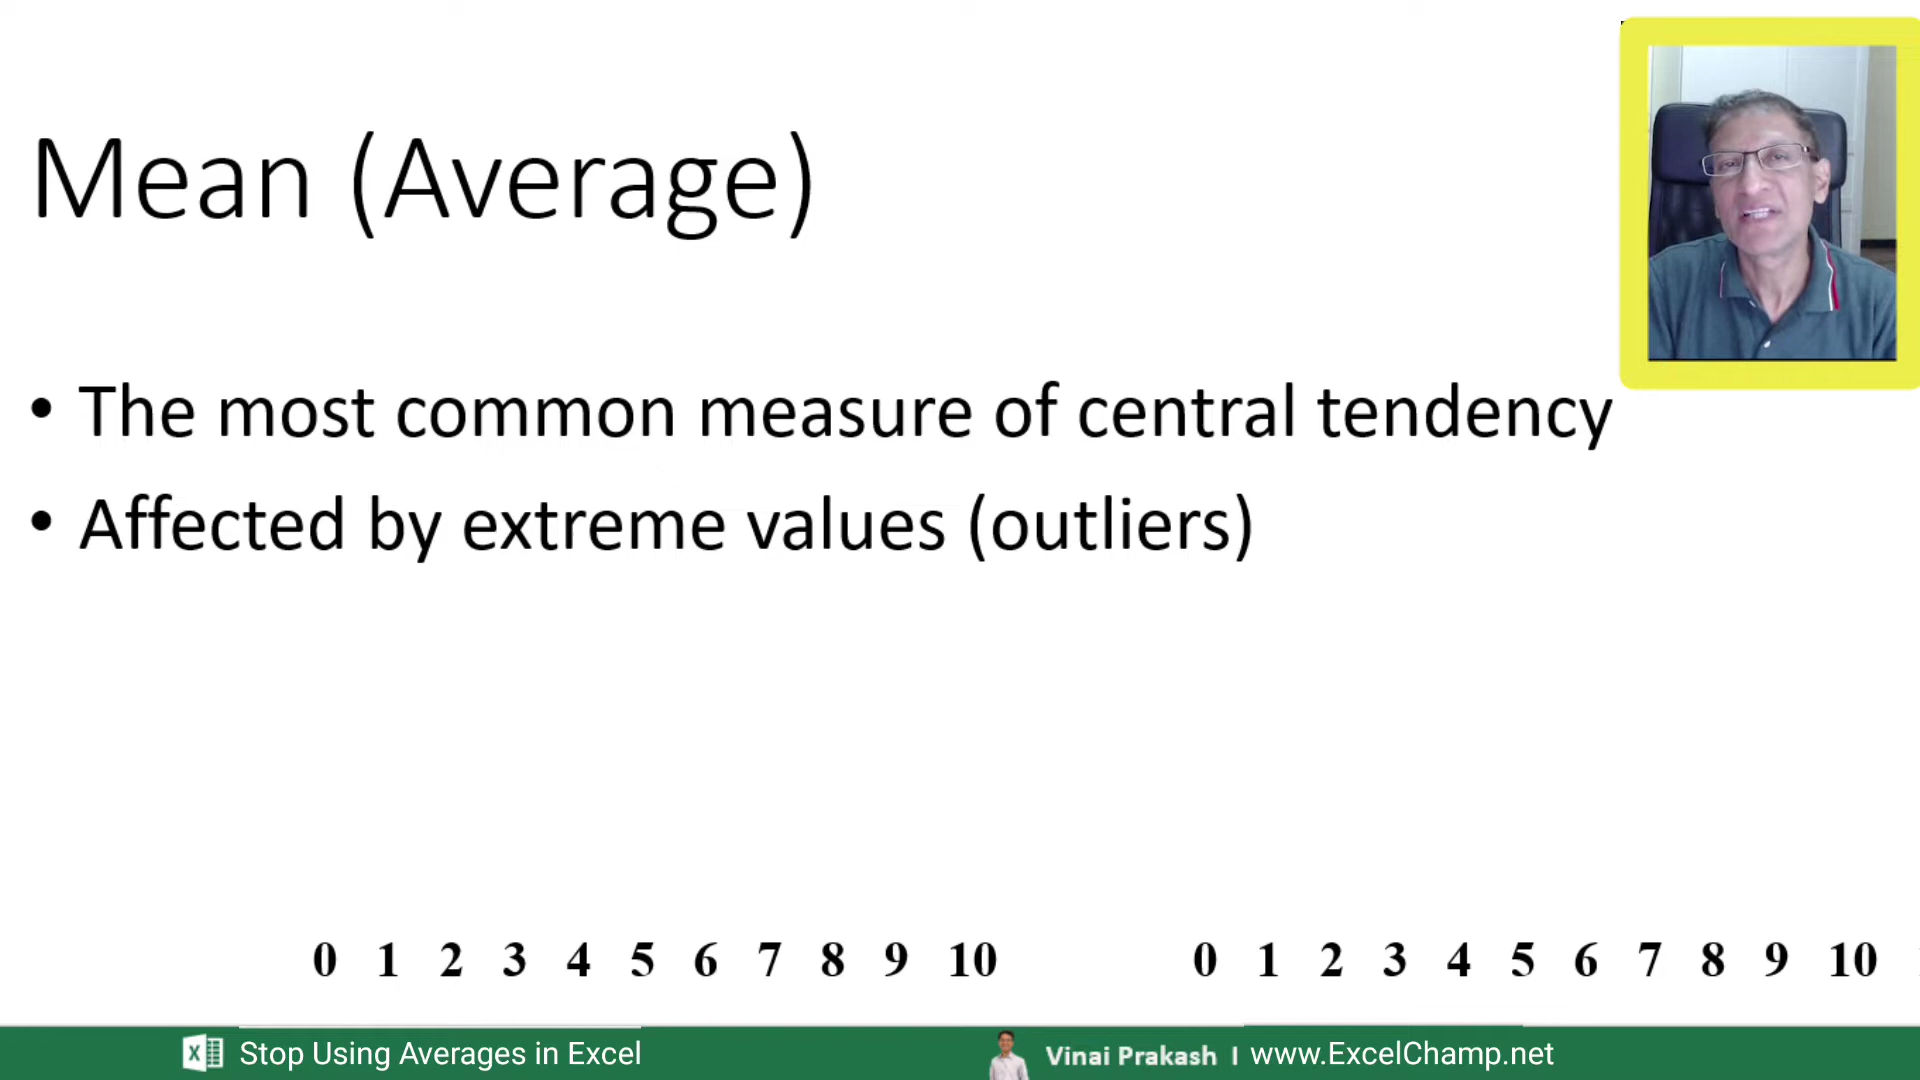 Mean (Average)
• The most common measure of central tendency
• Affected by extreme values (outliers)
0 1 2 3 4 5 6 7 8 9 10
0 1 2 3 4 5 6 7 8 9 10
Stop Using Averages in Excel
Vinai Prakash I www.ExcelChamp.net